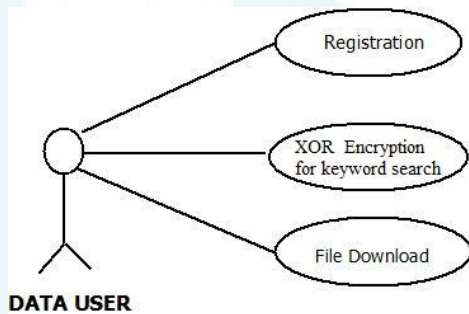 Registration
XOR Encryption
for keyword search
File Download
DATA USER